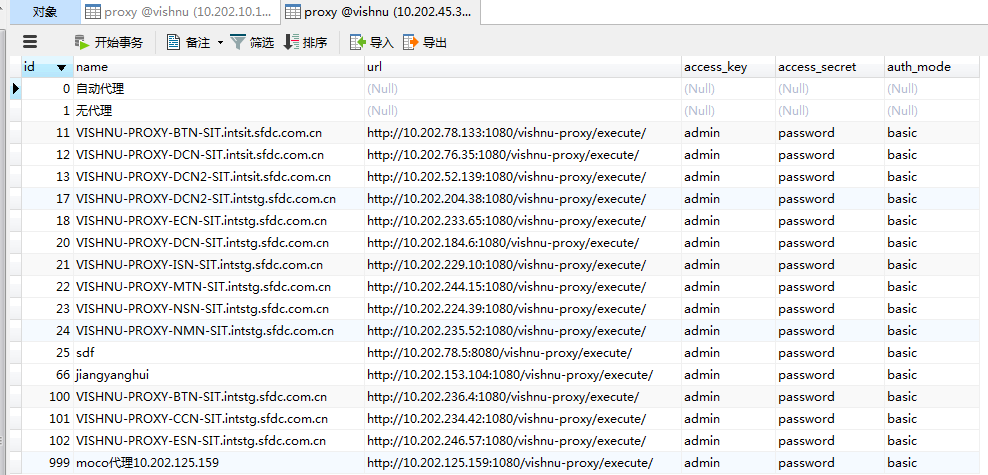 对象 proxy @vishnu (10.202.10.1... proxy @vishnu (10.202.45.3...
开始事务 备注 筛选 排序 导入 导出
id name url access_key access_secret auth_mode
0 自动代理 (Null) (Null) (Null) (Null)
1 无代理 (Null) (Null) (Null) (Null)
11 VISHNU-PROXY-BTN-SIT.intsit.sfdc.com.cn http://10.202.78.133:1080/vishnu-proxy/execute/ admin password basic
12 VISHNU-PROXY-DCN-SIT.intsit.sfdc.com.cn http://10.202.76.35:1080/vishnu-proxy/execute/ admin password basic
13 VISHNU-PROXY-DCN2-SIT.intsit.sfdc.com.cn http://10.202.52.139:1080/vishnu-proxy/execute/ admin password basic
17 VISHNU-PROXY-DCN2-SIT.intstg.sfdc.com.cn http://10.202.204.38:1080/vishnu-proxy/execute/ admin password basic
18 VISHNU-PROXY-ECN-SIT.intstg.sfdc.com.cn http://10.202.233.65:1080/vishnu-proxy/execute/ admin password basic
20 VISHNU-PROXY-DCN-SIT.intstg.sfdc.com.cn http://10.202.184.6:1080/vishnu-proxy/execute/ admin password basic
21 VISHNU-PROXY-ISN-SIT.intstg.sfdc.com.cn http://10.202.229.10:1080/vishnu-proxy/execute/ admin password basic
22 VISHNU-PROXY-MTN-SIT.intstg.sfdc.com.cn http://10.202.244.15:1080/vishnu-proxy/execute/ admin password basic
23 VISHNU-PROXY-NSN-SIT.intstg.sfdc.com.cn http://10.202.224.39:1080/vishnu-proxy/execute/ admin password basic
24 VISHNU-PROXY-NMN-SIT.intstg.sfdc.com.cn http://10.202.235.52:1080/vishnu-proxy/execute/ admin password basic
25 sdf http://10.202.78.5:8080/vishnu-proxy/execute/ admin password basic
66 jiangyanghui http://10.202.153.104:1080/vishnu-proxy/execute/ admin password basic
100 VISHNU-PROXY-BTN-SIT.intstg.sfdc.com.cn http://10.202.236.4:1080/vishnu-proxy/execute/ admin password basic
101 VISHNU-PROXY-CCN-SIT.intstg.sfdc.com.cn http://10.202.234.42:1080/vishnu-proxy/execute/ admin password basic
102 VISHNU-PROXY-ESN-SIT.intstg.sfdc.com.cn http://10.202.246.57:1080/vishnu-proxy/execute/ admin password basic
999 moco代理10.202.125.159 http://10.202.125.159:1080/vishnu-proxy/execute/ admin password basic